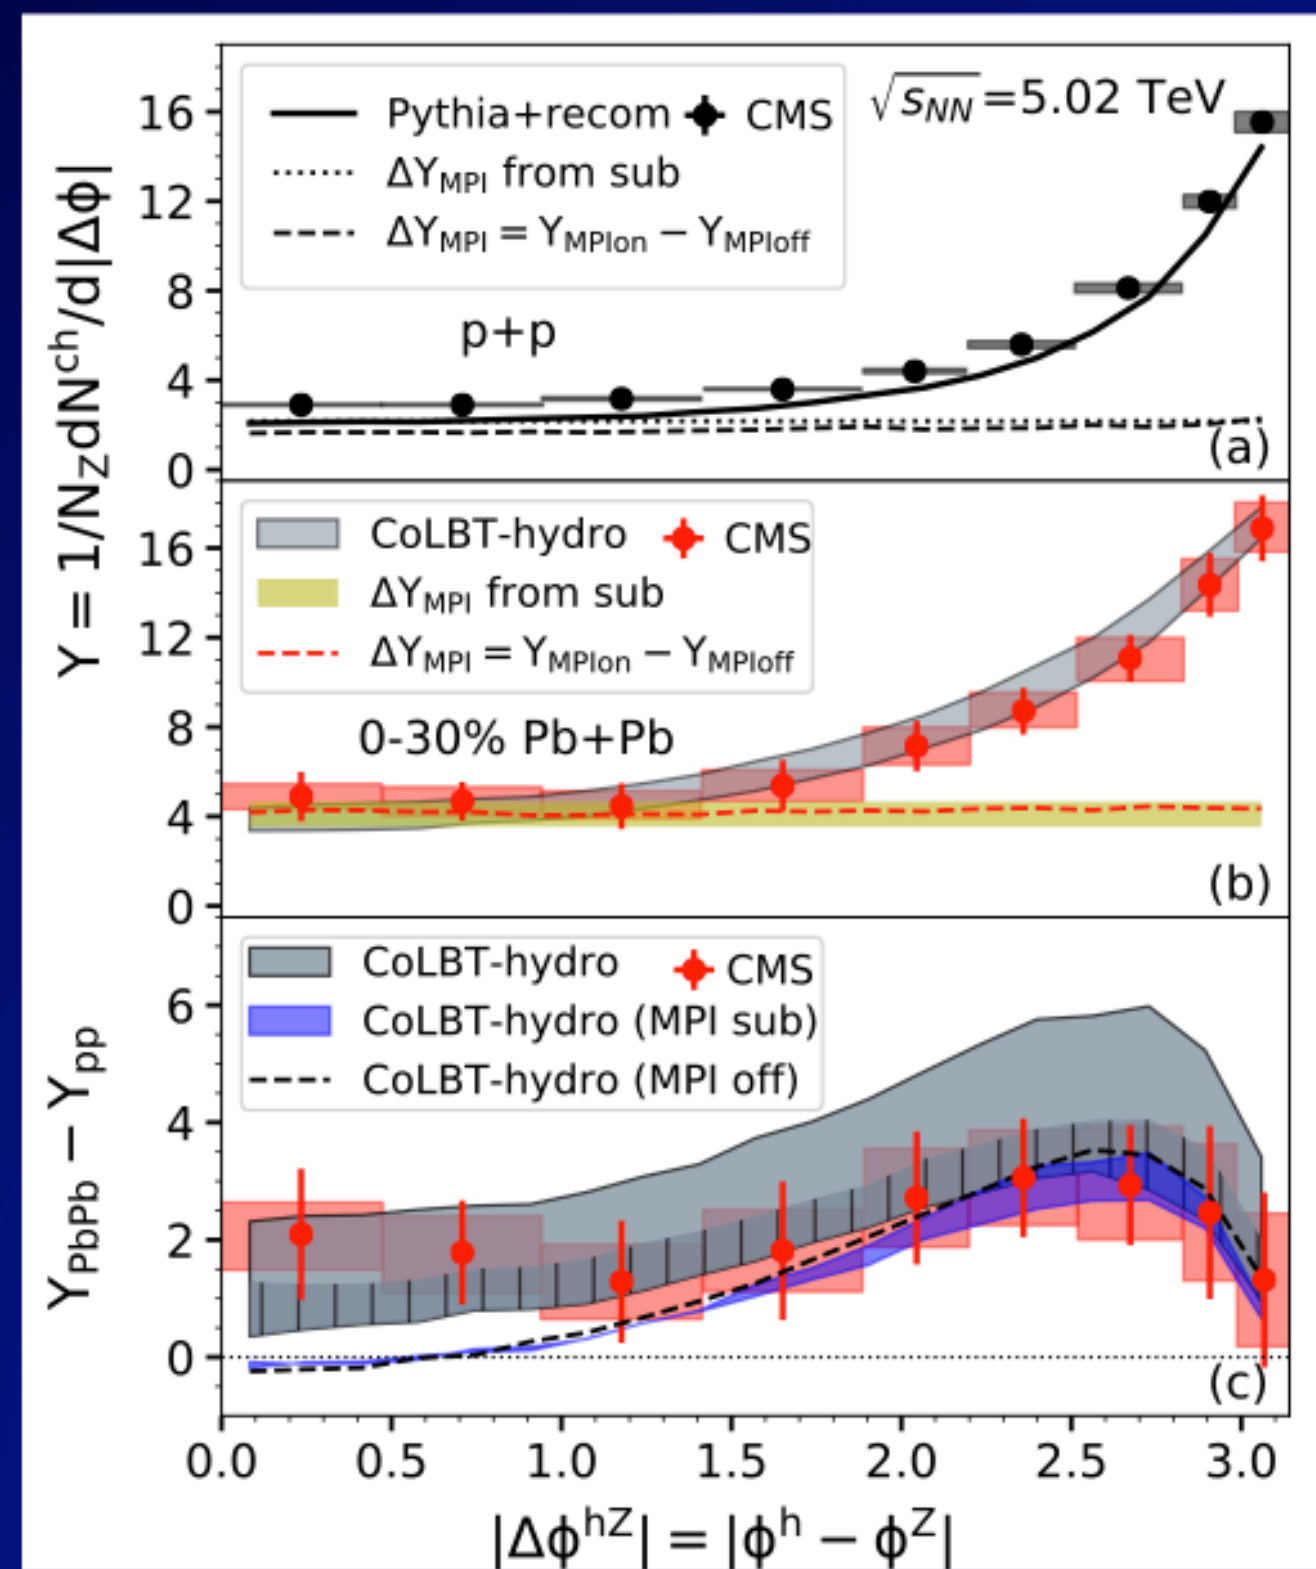 Y = 1/N_Z dN^ch/d|Δϕ|
16
12
8
4
0
Pythia+recom CMS
ΔY_MPI from sub
ΔY_MPI = Y_MPIon − Y_MPIoff
√s_NN=5.02 TeV
p+p
(a)
16
12
8
4
0
CoLBT-hydro CMS
ΔY_MPI from sub
ΔY_MPI = Y_MPIon − Y_MPIoff
0-30% Pb+Pb
(b)
Y_PbPb − Y_pp
6
4
2
0
CoLBT-hydro CMS
CoLBT-hydro (MPI sub)
CoLBT-hydro (MPI off)
(c)
0.0 0.5 1.0 1.5 2.0 2.5 3.0
|Δϕ^hZ| = |ϕ^h − ϕ^Z|